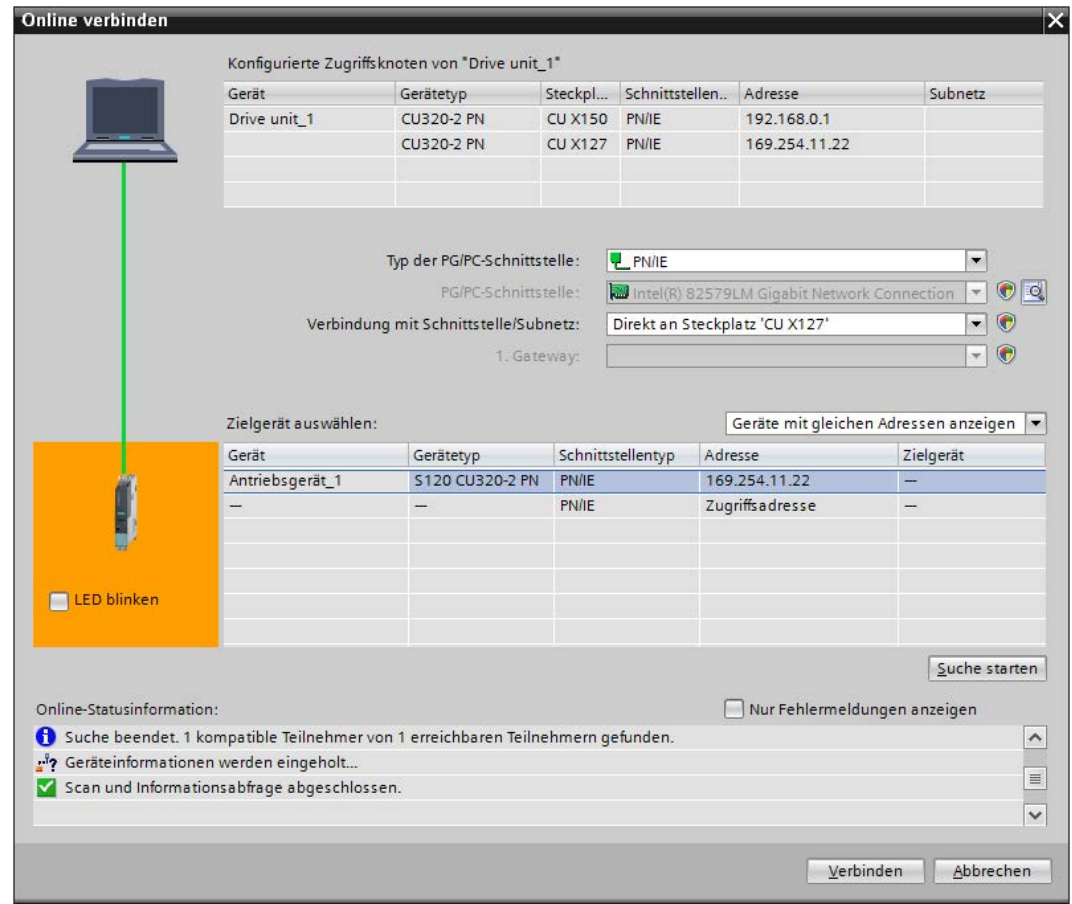 Online verbinden
Konfigurierte Zugriffsknoten von "Drive unit_1"
Gerät Gerätetyp Steckpl... Schnittstellen.. Adresse Subnetz
Drive unit_1 CU320-2 PN CU X150 PN/IE 192.168.0.1
CU320-2 PN CU X127 PN/IE 169.254.11.22
Typ der PG/PC-Schnittstelle: PN/IE
PG/PC-Schnittstelle: Intel(R) 82579LM Gigabit Network Connection
Verbindung mit Schnittstelle/Subnetz: Direkt an Steckplatz 'CU X127'
1. Gateway:
Zielgerät auswählen: Geräte mit gleichen Adressen anzeigen
Gerät Gerätetyp Schnittstellentyp Adresse Zielgerät
Antriebsgerät_1 S120 CU320-2 PN PN/IE 169.254.11.22 —
— — PN/IE Zugriffsadresse —
LED blinken
Suche starten
Online-Statusinformation: Nur Fehlermeldungen anzeigen
Suche beendet. 1 kompatible Teilnehmer von 1 erreichbaren Teilnehmern gefunden.
Geräteinformationen werden eingeholt...
Scan und Informationsabfrage abgeschlossen.
Verbinden Abbrechen